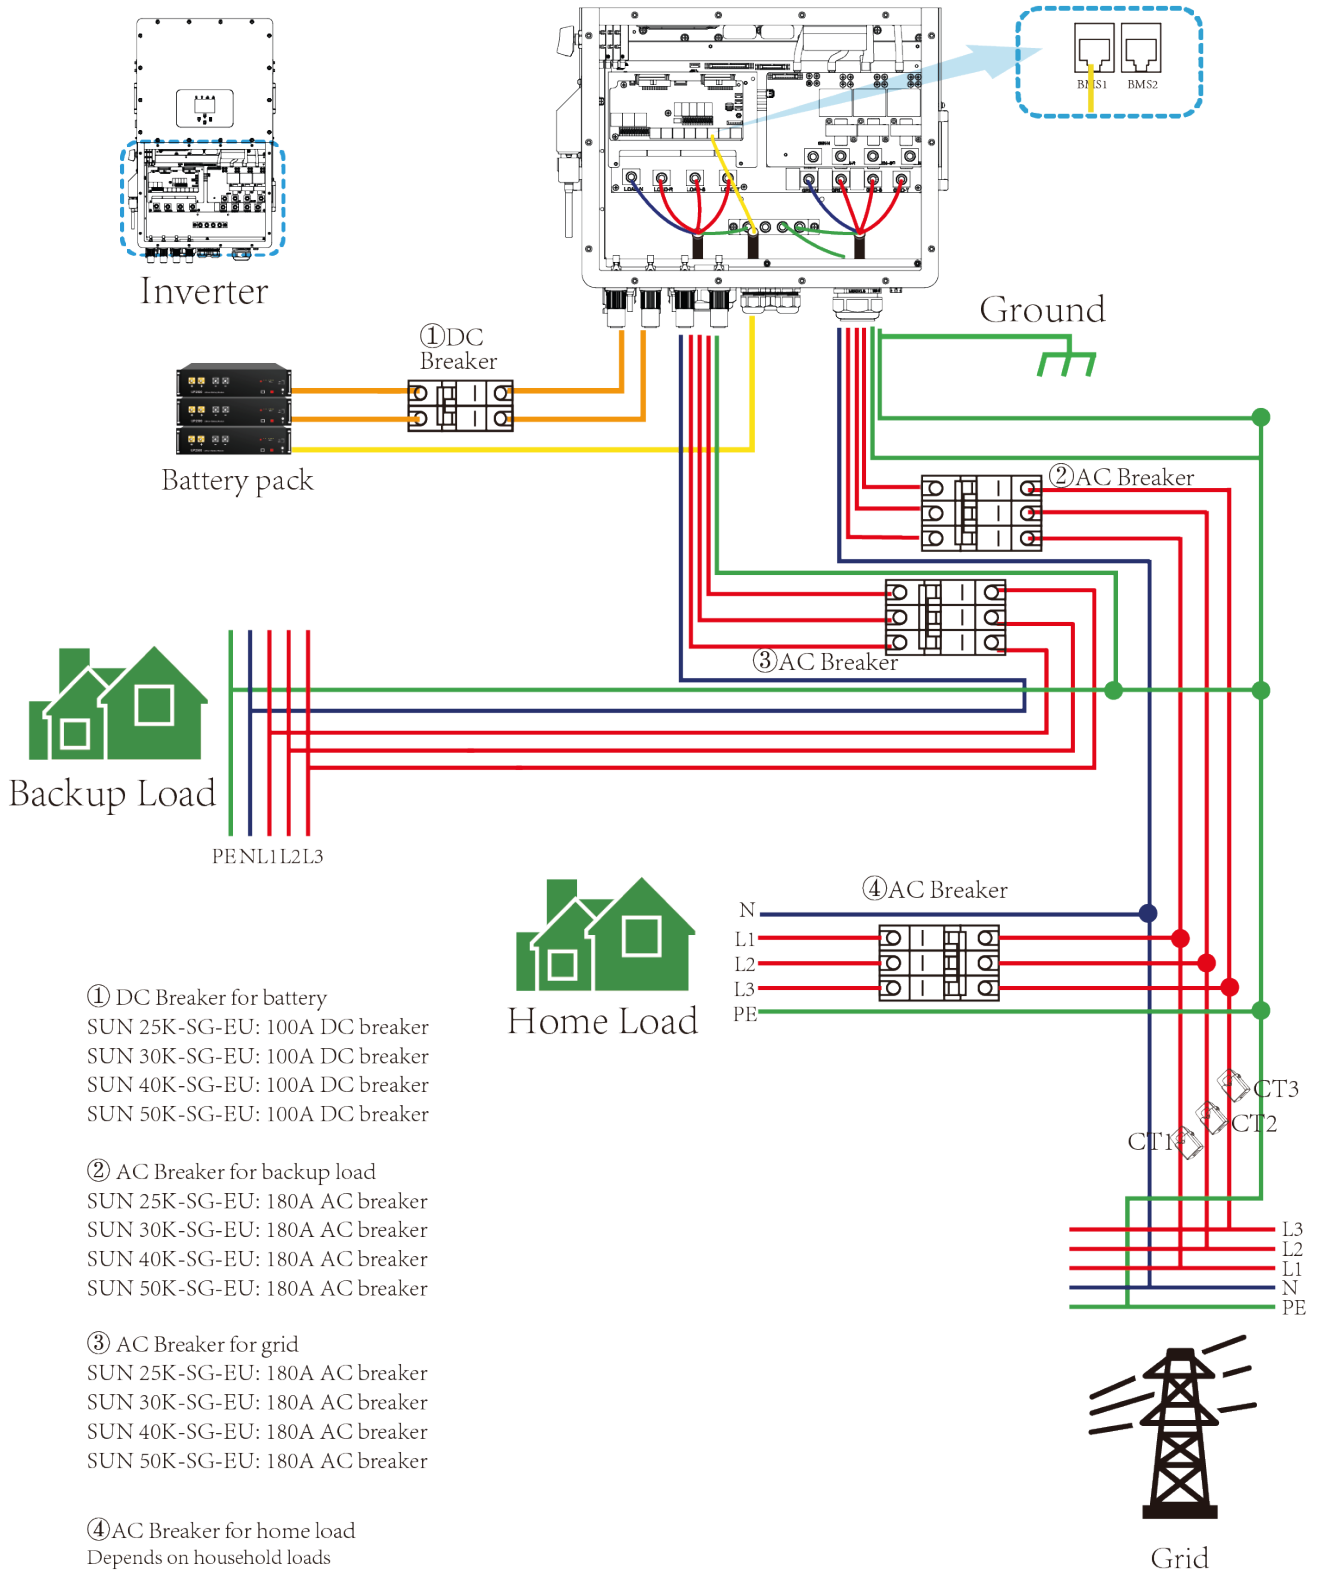 BMS1 BMS2
Inverter
Ground
①DC
Breaker
Battery pack
②AC Breaker
③AC Breaker
Backup Load
PE N L1 L2 L3
④AC Breaker
N
L1
L2
L3
PE
Home Load
① DC Breaker for battery
SUN 25K-SG-EU: 100A DC breaker
SUN 30K-SG-EU: 100A DC breaker
SUN 40K-SG-EU: 100A DC breaker
SUN 50K-SG-EU: 100A DC breaker
CT3
CT2
CT1
② AC Breaker for backup load
SUN 25K-SG-EU: 180A AC breaker
SUN 30K-SG-EU: 180A AC breaker
SUN 40K-SG-EU: 180A AC breaker
SUN 50K-SG-EU: 180A AC breaker
L3
L2
L1
N
PE
③ AC Breaker for grid
SUN 25K-SG-EU: 180A AC breaker
SUN 30K-SG-EU: 180A AC breaker
SUN 40K-SG-EU: 180A AC breaker
SUN 50K-SG-EU: 180A AC breaker
④AC Breaker for home load
Depends on household loads
Grid